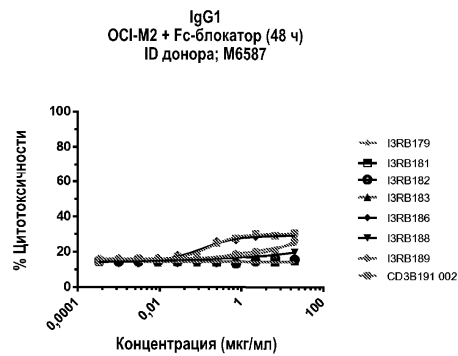 IgG1
OCI-M2 + Fc-блокатор (48 ч)
ID донора; M6587
% Цитотоксичности
100
80
60
40
20
0
0,0001
0,01
1
100
Концентрация (мкг/мл)
I3RB179
I3RB181
I3RB182
I3RB183
I3RB186
I3RB188
I3RB189
CD3B191 002